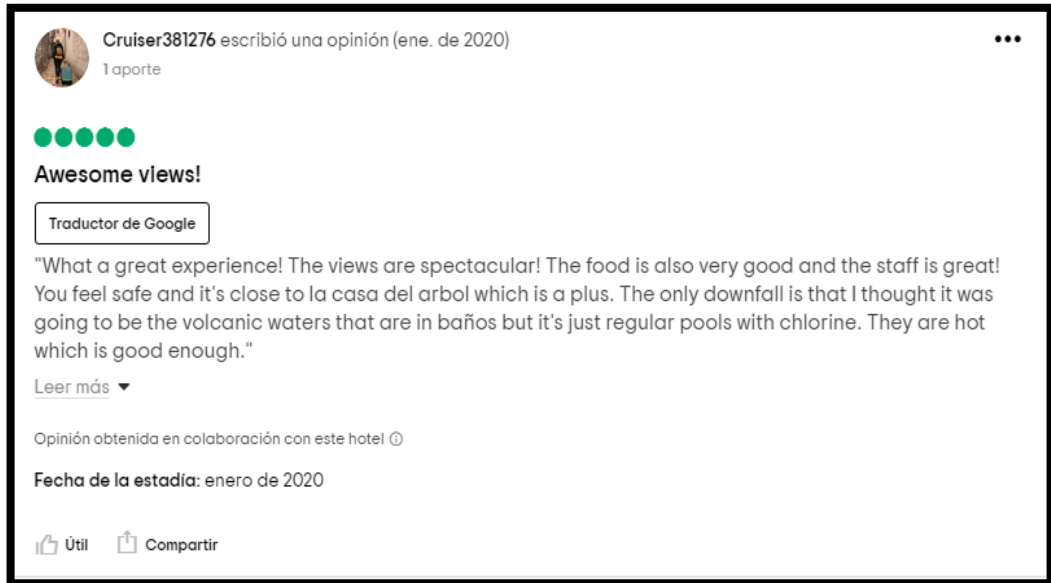 Cruiser381276 escribió una opinión (ene. de 2020)
1 aporte
Awesome views!
Traductor de Google
"What a great experience! The views are spectacular! The food is also very good and the staff is great!
You feel safe and it's close to la casa del arbol which is a plus. The only downfall is that I thought it was
going to be the volcanic waters that are in baños but it's just regular pools with chlorine. They are hot
which is good enough."
Leer más
Opinión obtenida en colaboración con este hotel
Fecha de la estadía: enero de 2020
Útil Compartir